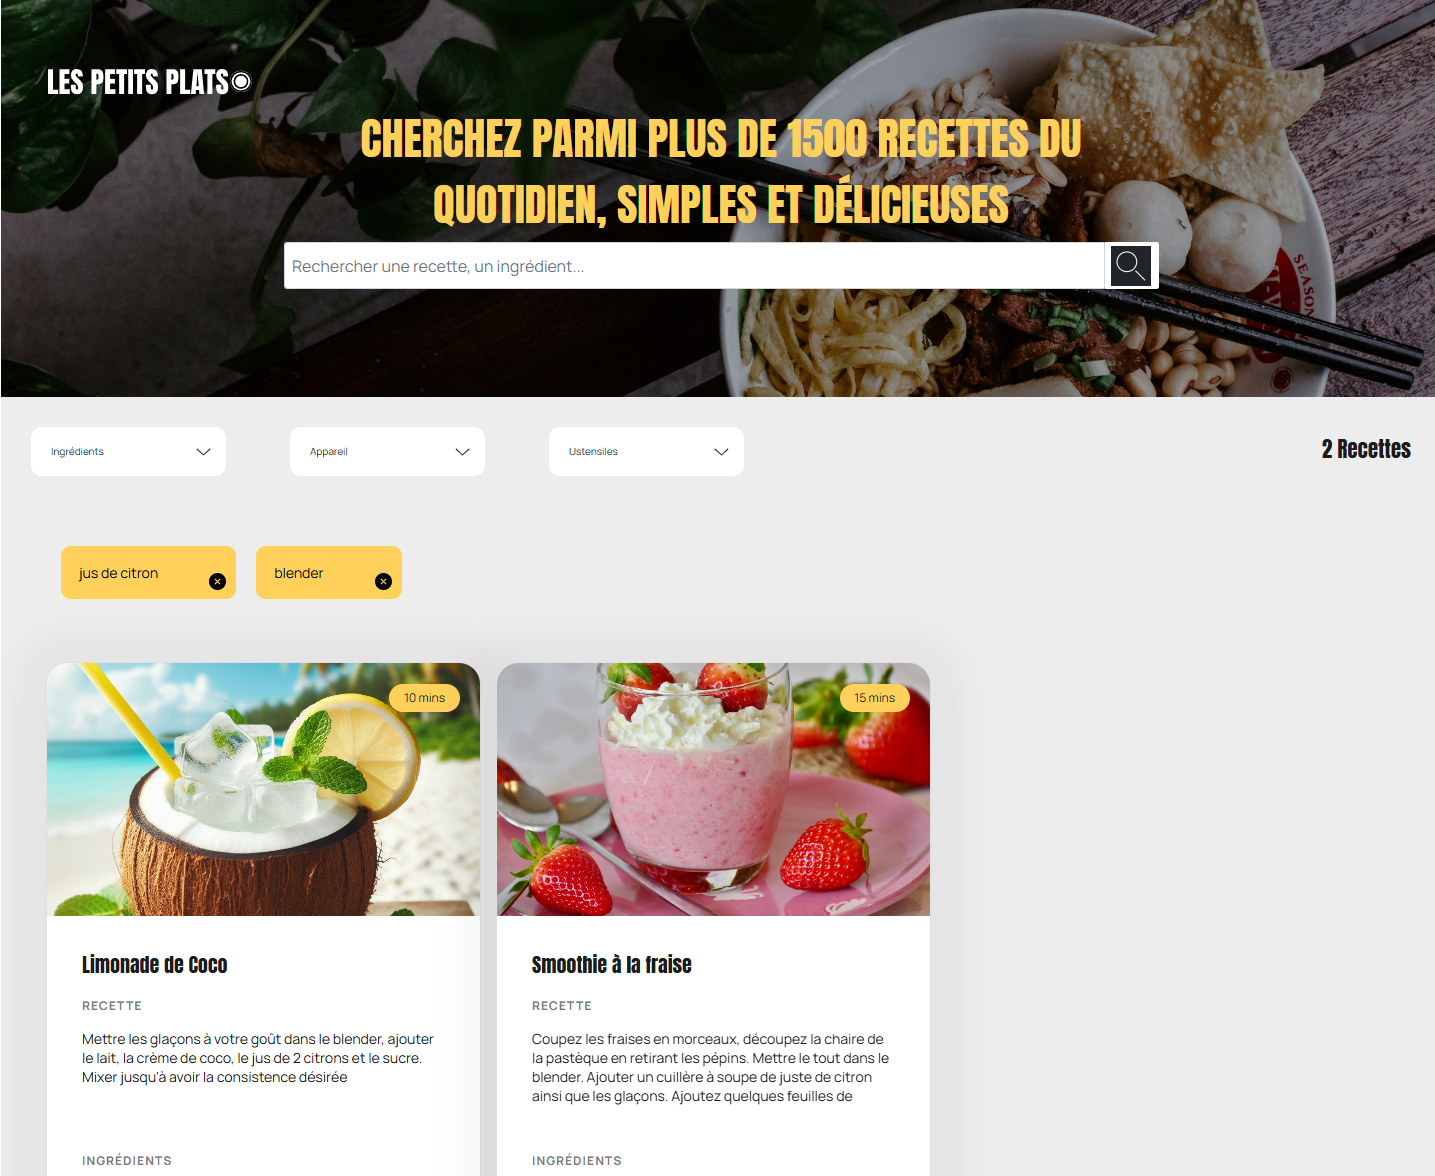 LES PETITS PLATS
CHERCHEZ PARMI PLUS DE 1500 RECETTES DU
QUOTIDIEN, SIMPLES ET DÉLICIEUSES
Rechercher une recette, un ingrédient...
SEASON
Ingrédients
Appareil
Ustensiles
2 Recettes
jus de citron
blender
10 mins
15 mins
Limonade de Coco
RECETTE
Mettre les glaçons à votre goût dans le blender, ajouter
le lait, la crème de coco, le jus de 2 citrons et le sucre.
Mixer jusqu'à avoir la consistence désirée
INGRÉDIENTS
Smoothie à la fraise
RECETTE
Coupez les fraises en morceaux, découpez la chaire de
la pastèque en retirant les pépins. Mettre le tout dans le
blender. Ajouter un cuillère à soupe de juste de citron
ainsi que les glaçons. Ajoutez quelques feuilles de
INGRÉDIENTS